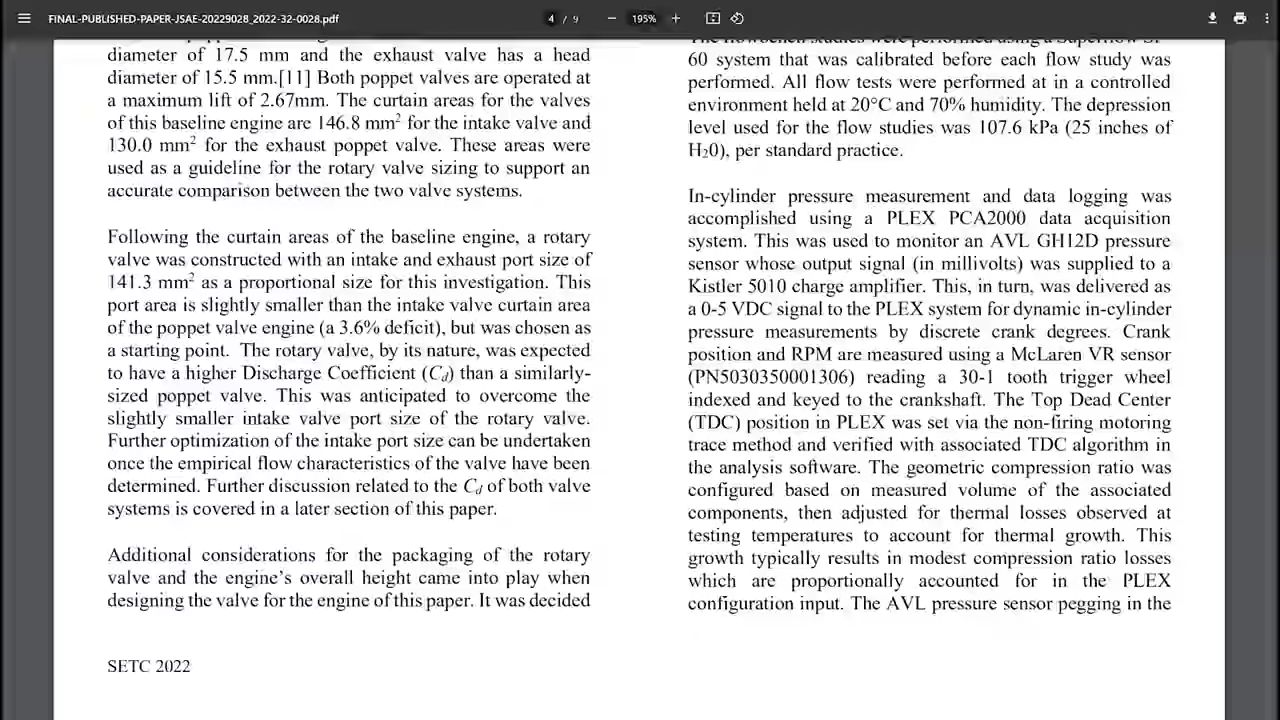 FINAL-PUBLISHED-PAPER-JSAE-20229028_2022-32-0028.pdf
4 / 9
195%
diameter of 17.5 mm and the exhaust valve has a head
diameter of 15.5 mm.[11] Both poppet valves are operated at
a maximum lift of 2.67mm. The curtain areas for the valves
of this baseline engine are 146.8 mm² for the intake valve and
130.0 mm² for the exhaust poppet valve. These areas were
used as a guideline for the rotary valve sizing to support an
accurate comparison between the two valve systems.
Following the curtain areas of the baseline engine, a rotary
valve was constructed with an intake and exhaust port size of
141.3 mm² as a proportional size for this investigation. This
port area is slightly smaller than the intake valve curtain area
of the poppet valve engine (a 3.6% deficit), but was chosen as
a starting point. The rotary valve, by its nature, was expected
to have a higher Discharge Coefficient (Cd) than a similarly-
sized poppet valve. This was anticipated to overcome the
slightly smaller intake valve port size of the rotary valve.
Further optimization of the intake port size can be undertaken
once the empirical flow characteristics of the valve have been
determined. Further discussion related to the Cd of both valve
systems is covered in a later section of this paper.
Additional considerations for the packaging of the rotary
valve and the engine's overall height came into play when
designing the valve for the engine of this paper. It was decided
SETC 2022
The flowbench studies were performed using a Superflow SF-
60 system that was calibrated before each flow study was
performed. All flow tests were performed at in a controlled
environment held at 20°C and 70% humidity. The depression
level used for the flow studies was 107.6 kPa (25 inches of
H₂0), per standard practice.
In-cylinder pressure measurement and data logging was
accomplished using a PLEX PCA2000 data acquisition
system. This was used to monitor an AVL GH12D pressure
sensor whose output signal (in millivolts) was supplied to a
Kistler 5010 charge amplifier. This, in turn, was delivered as
a 0-5 VDC signal to the PLEX system for dynamic in-cylinder
pressure measurements by discrete crank degrees. Crank
position and RPM are measured using a McLaren VR sensor
(PN5030350001306) reading a 30-1 tooth trigger wheel
indexed and keyed to the crankshaft. The Top Dead Center
(TDC) position in PLEX was set via the non-firing motoring
trace method and verified with associated TDC algorithm in
the analysis software. The geometric compression ratio was
configured based on measured volume of the associated
components, then adjusted for thermal losses observed at
testing temperatures to account for thermal growth. This
growth typically results in modest compression ratio losses
which are proportionally accounted for in the PLEX
configuration input. The AVL pressure sensor pegging in the